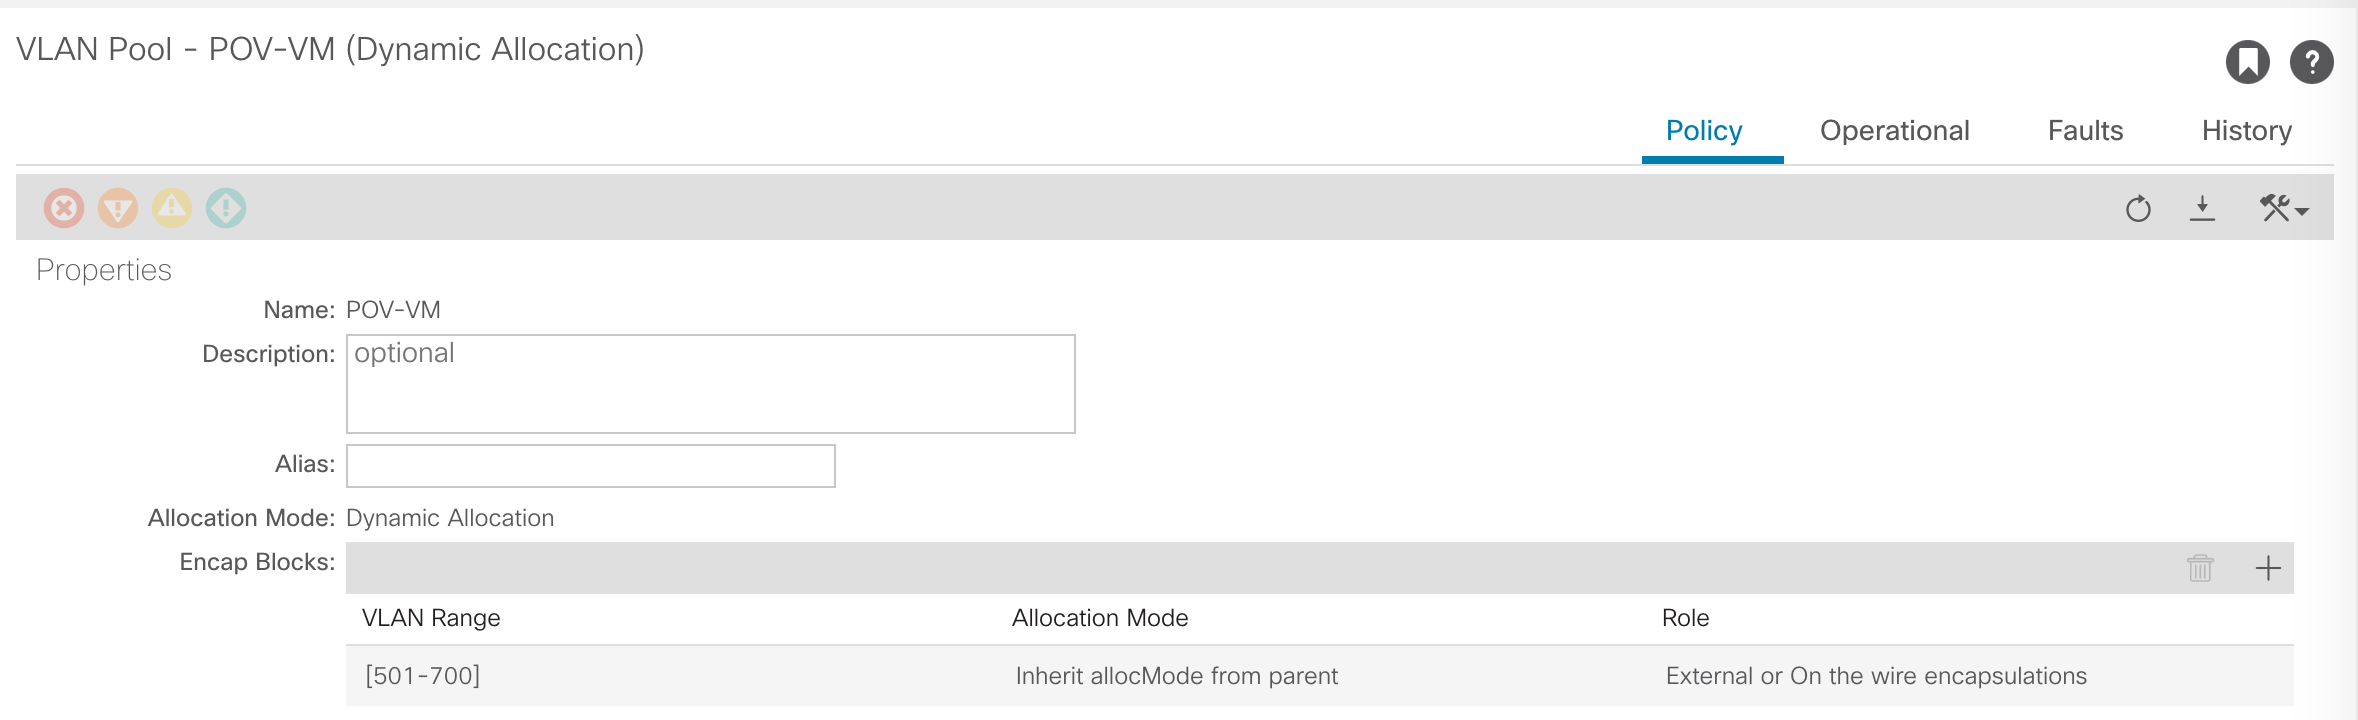 VLAN Pool - POV-VM (Dynamic Allocation)
Policy Operational Faults History
Properties
Name: POV-VM
Description: optional
Alias:
Allocation Mode: Dynamic Allocation
Encap Blocks:
VLAN Range Allocation Mode Role
[501-700] Inherit allocMode from parent External or On the wire encapsulations